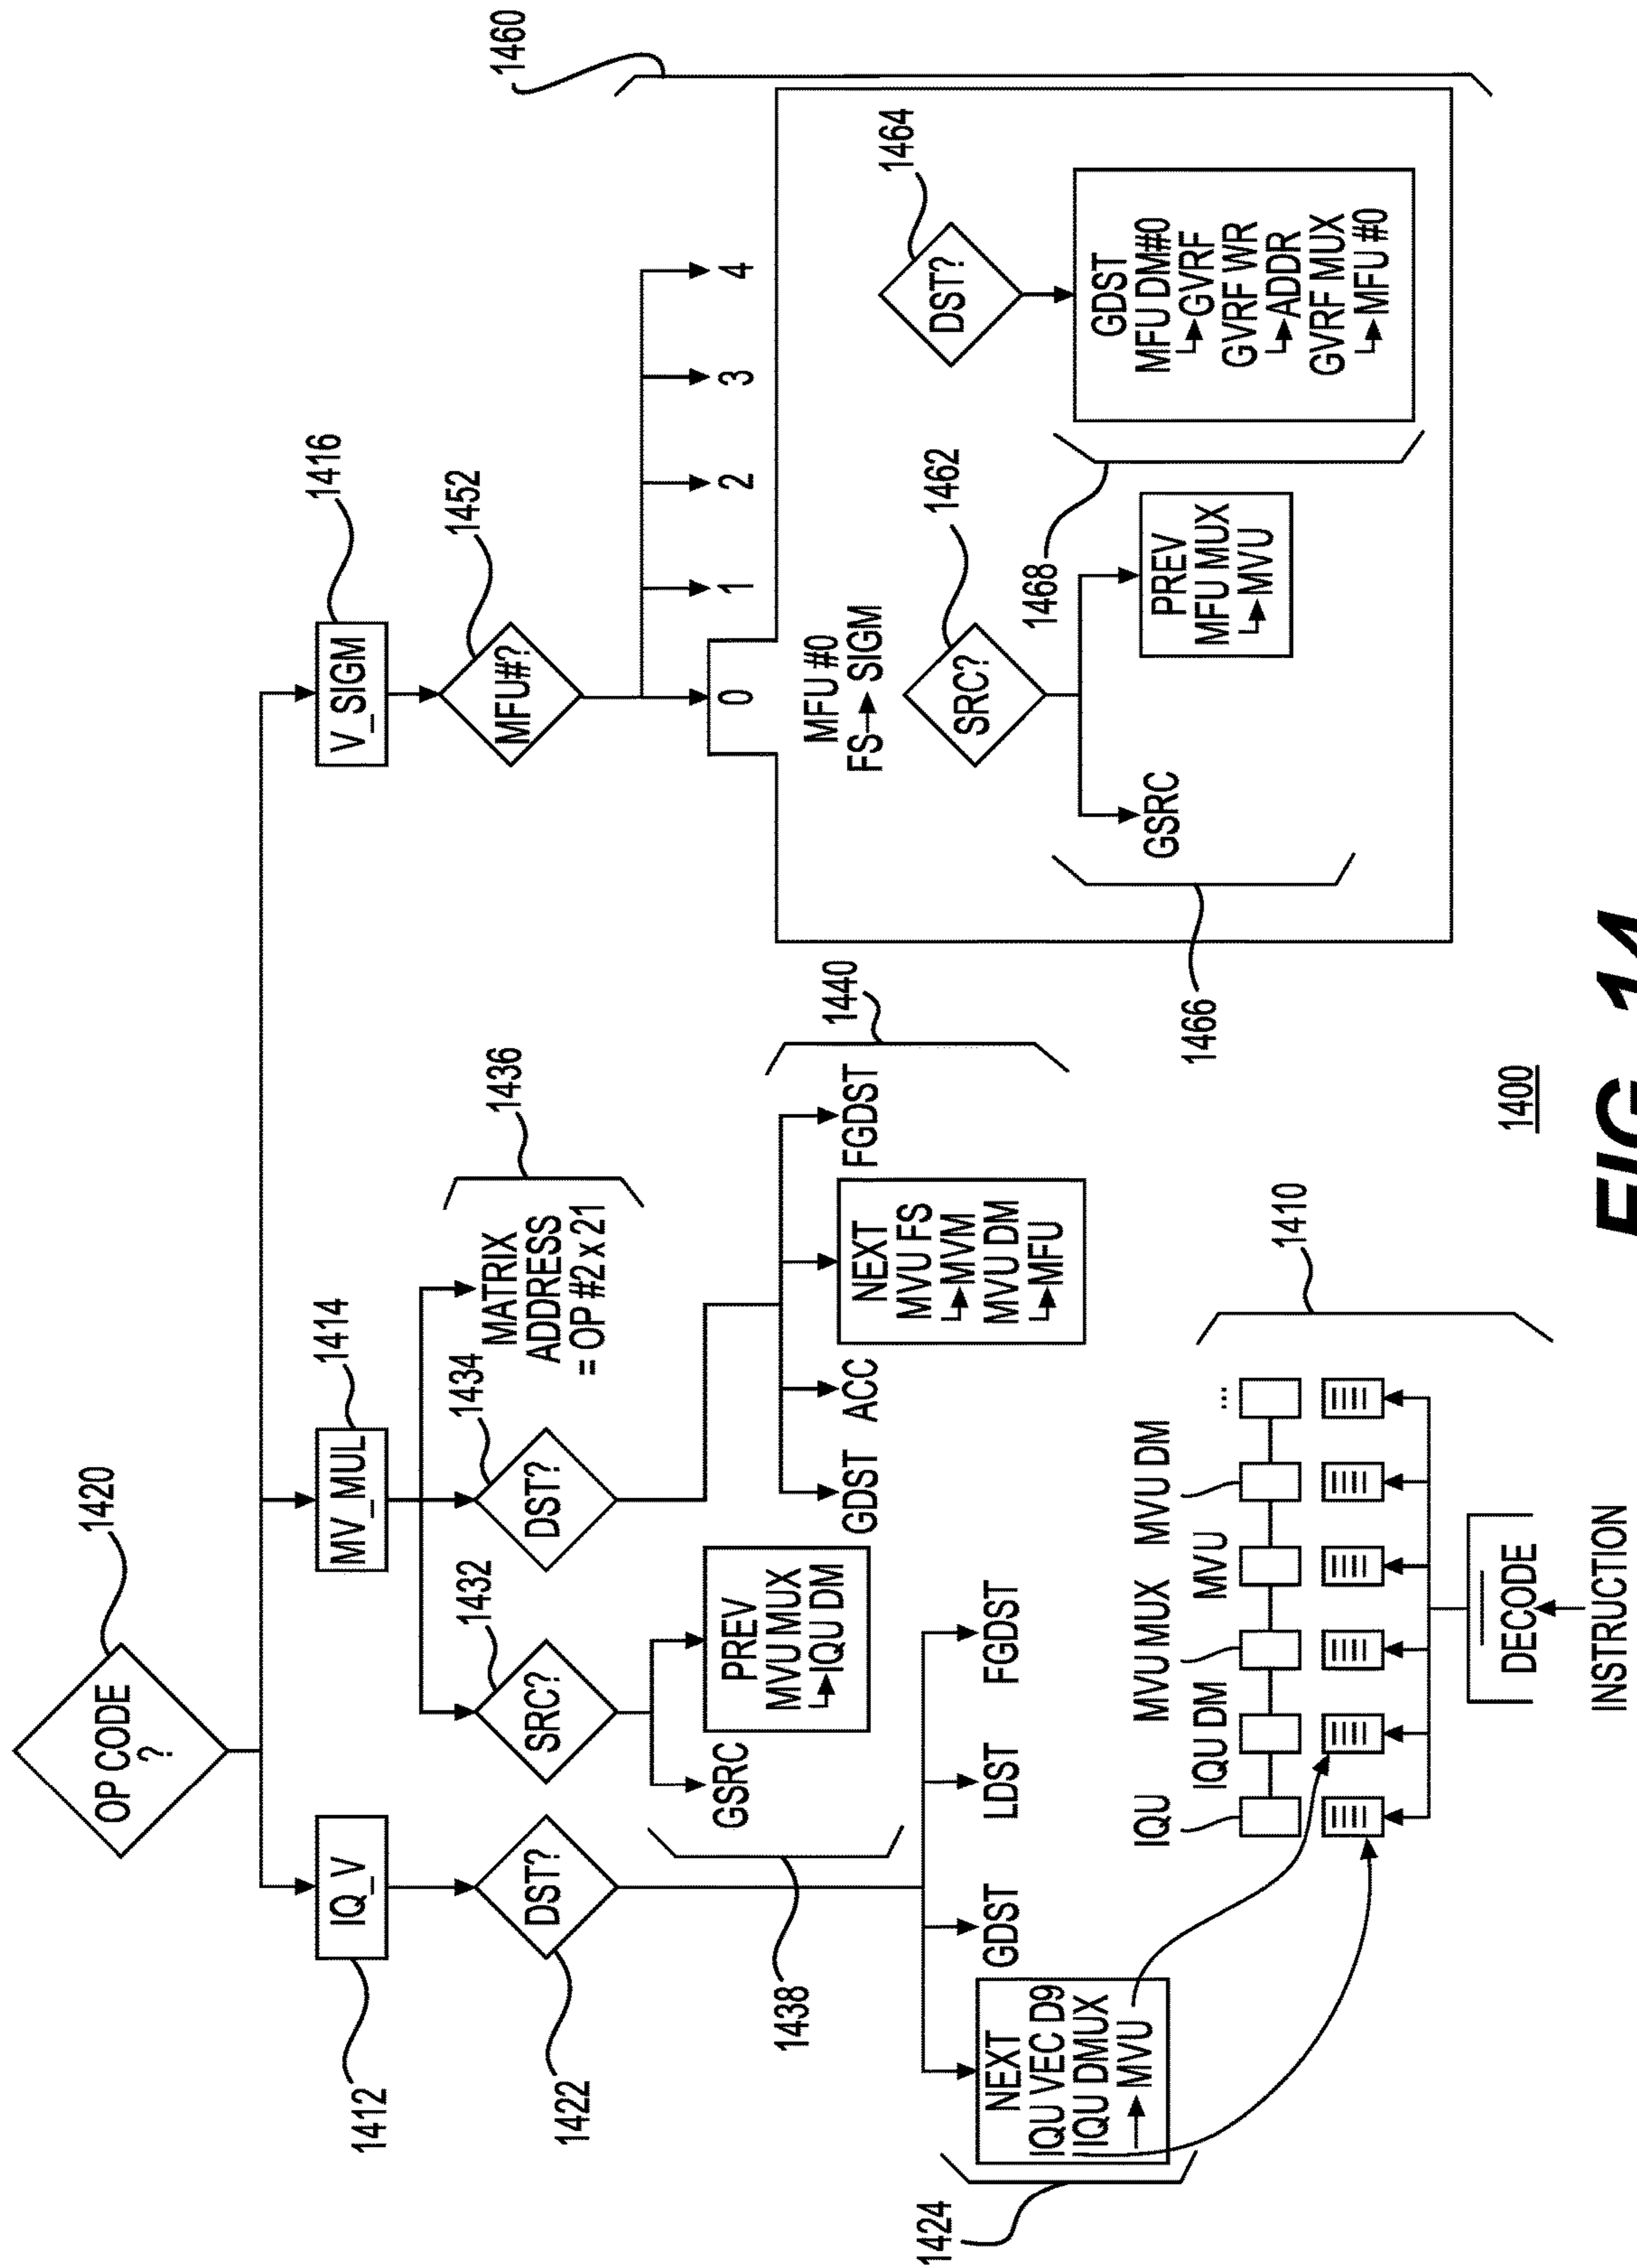 1420
OP CODE
?
1412
IQ_V
1414
MV_MUL
1416
V_SIGM
1422
DST?
1432
SRC?
1434
DST?
1436
MATRIX
ADDRESS
= OP #2 x 21
1452
MFU#?
0
1
2
3
4
1460
1438
GSRC
PREV
MVU MUX
IQU DM
1440
GDST
ACC
NEXT
MVU FS
MVM
MVU DM
MFU
FGDST
MFU #0
FS SIGM
1462
SRC?
1464
DST?
1466
GSRC
PREV
MFU MUX
MVU
1468
GDST
MFU DM#0
GVRF
GVRF WR
ADDR
GVRF MUX
MFU #0
1424
NEXT
IQU VEC D9
IQU DMUX
MVU
GDST
LDST
FGDST
1410
IQU
IQU DM
MVU MUX
MVU
MVU DM
...
DECODE
INSTRUCTION
1400
FIG. 14